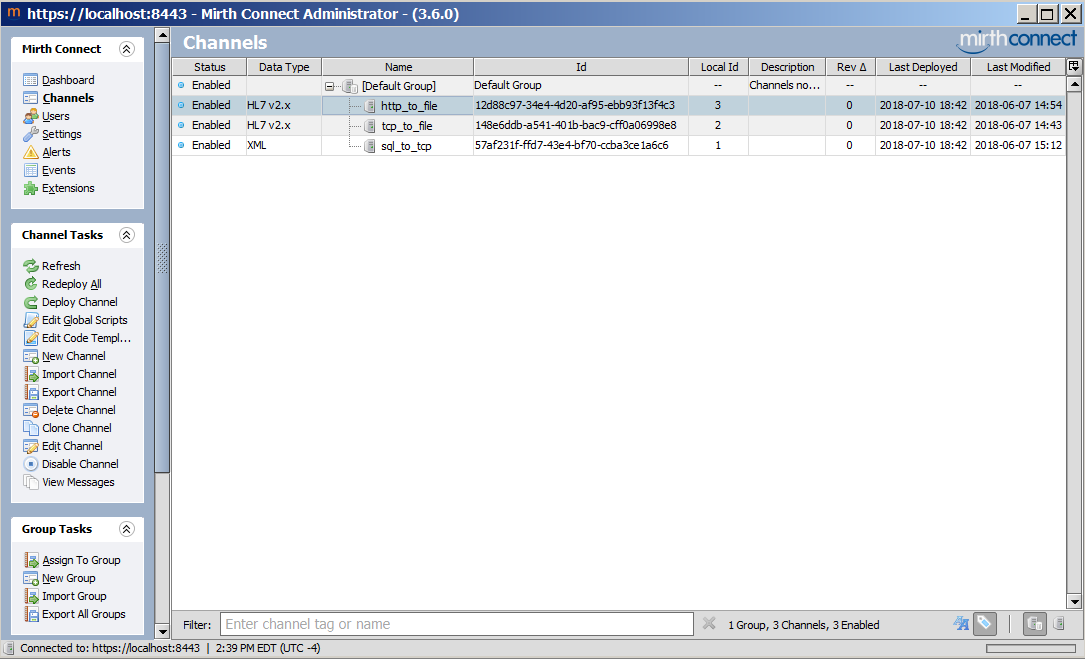 m https://localhost:8443 - Mirth Connect Administrator - (3.6.0)
Mirth Connect
Dashboard
Channels
Users
Settings
Alerts
Events
Extensions
Channel Tasks
Refresh
Redeploy All
Deploy Channel
Edit Global Scripts
Edit Code Templ...
New Channel
Import Channel
Export Channel
Delete Channel
Clone Channel
Edit Channel
Disable Channel
View Messages
Group Tasks
Assign To Group
New Group
Import Group
Export All Groups
Channels
mirthconnect
Status Data Type Name Id Local Id Description Rev Δ Last Deployed Last Modified
Enabled [Default Group] Default Group -- Channels no... -- -- --
Enabled HL7 v2.x http_to_file 12d88c97-34e4-4d20-af95-ebb93f13f4c3 3 0 2018-07-10 18:42 2018-06-07 14:54
Enabled HL7 v2.x tcp_to_file 148e6ddb-a541-401b-bac9-cff0a06998e8 2 0 2018-07-10 18:42 2018-06-07 14:43
Enabled XML sql_to_tcp 57af231f-ffd7-43e4-bf70-ccba3ce1a6c6 1 0 2018-07-10 18:42 2018-06-07 15:12
Filter: Enter channel tag or name 1 Group, 3 Channels, 3 Enabled
Connected to: https://localhost:8443 | 2:39 PM EDT (UTC -4)